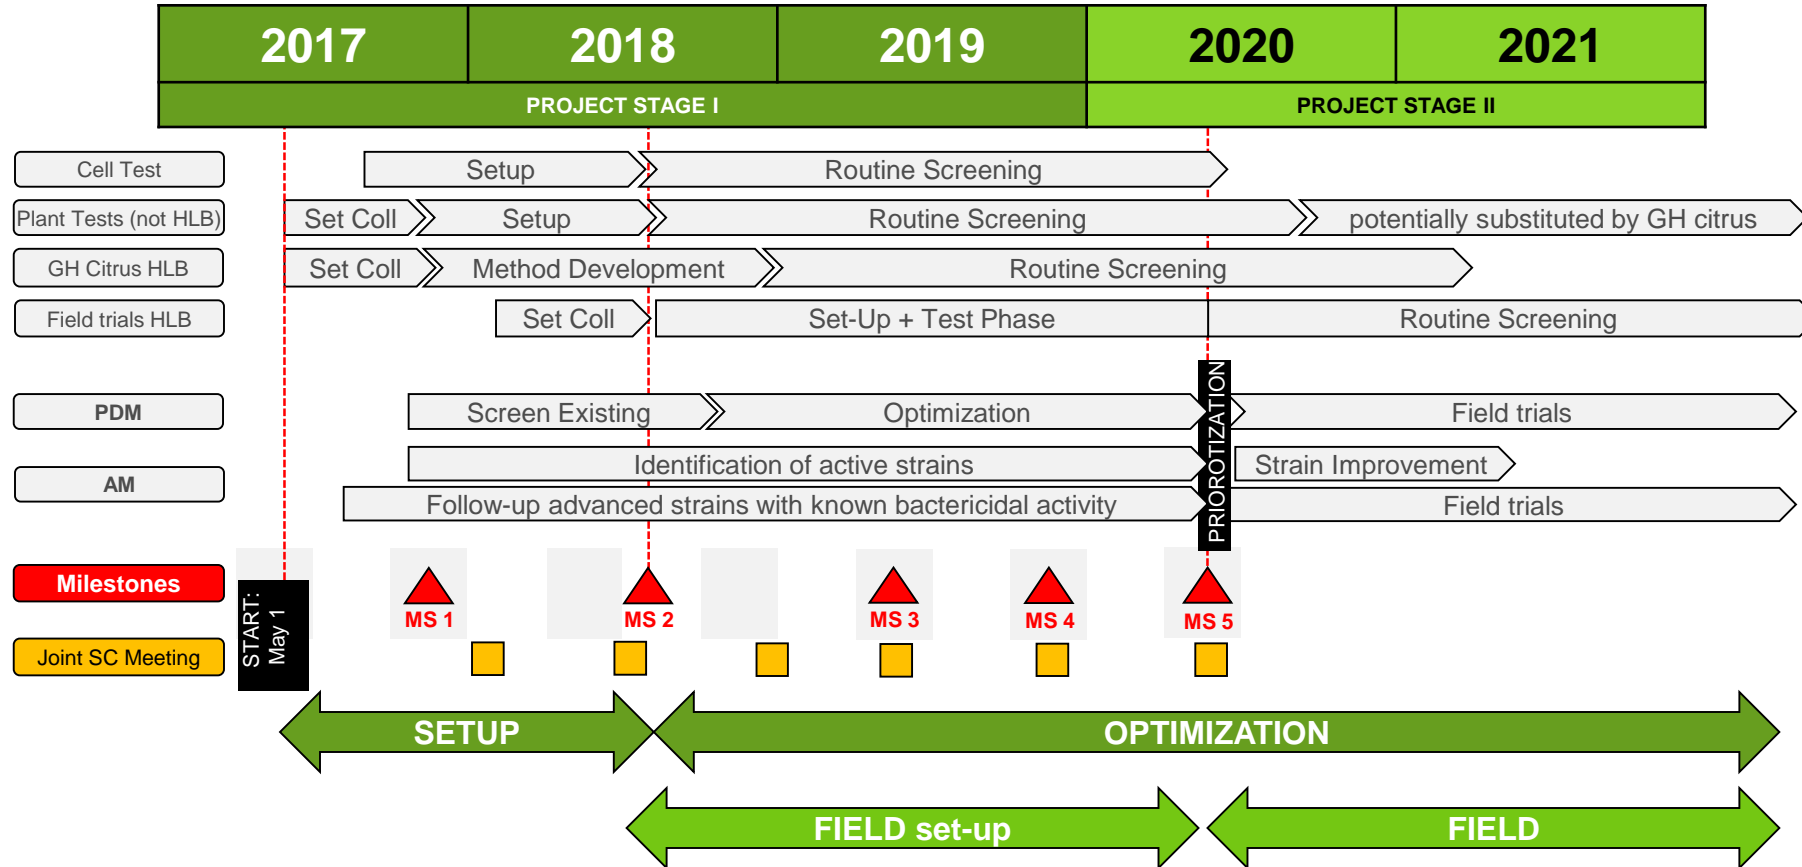 2017 2018 2019 2020 2021
PROJECT STAGE I PROJECT STAGE II
Cell Test Setup Routine Screening
Plant Tests (not HLB) Set Coll Setup Routine Screening potentially substituted by GH citrus
GH Citrus HLB Set Coll Method Development Routine Screening
Field trials HLB Set Coll Set-Up + Test Phase Routine Screening
PDM Screen Existing Optimization Field trials
AM
Identification of active strains Strain Improvement
Follow-up advanced strains with known bactericidal activity Field trials
PRIOROTIZATION
Milestones
MS 1 MS 2 MS 3 MS 4 MS 5
START:
May 1
Joint SC Meeting
SETUP OPTIMIZATION
FIELD set-up FIELD